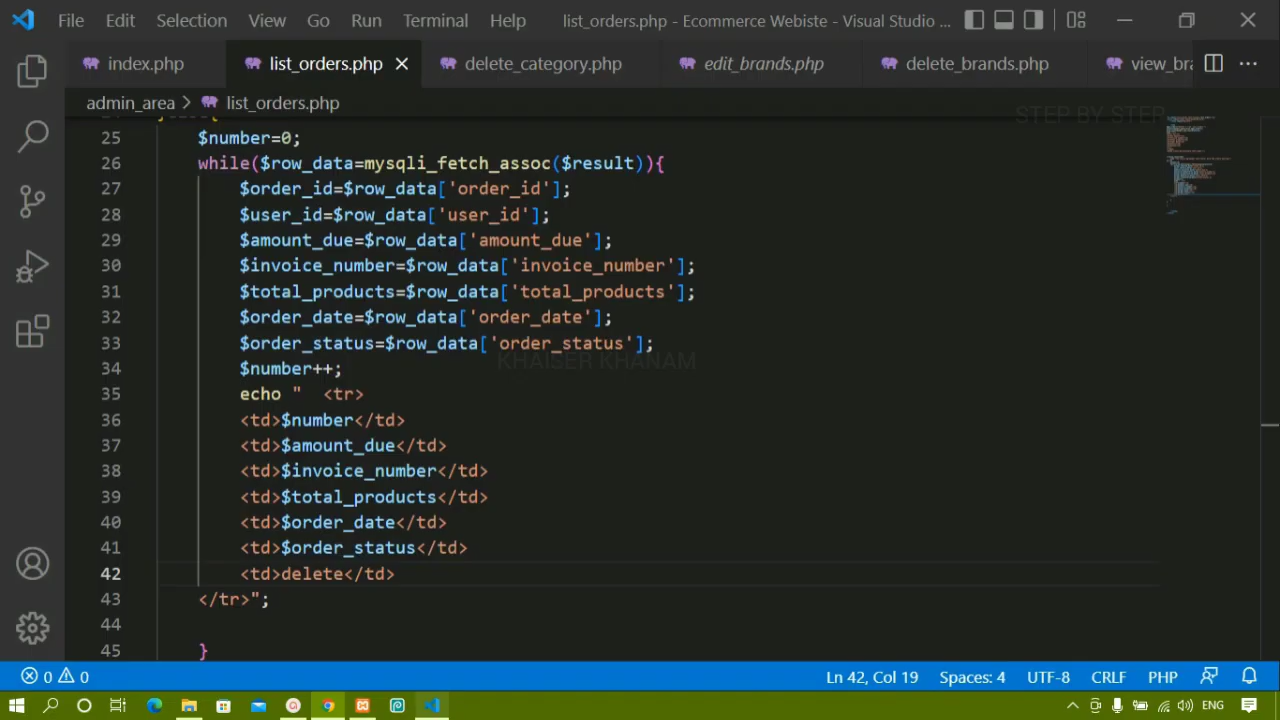 File Edit Selection View Go Run Terminal Help list_orders.php - Ecommerce Webiste - Visual Studio ...
index.php list_orders.php delete_category.php edit_brands.php delete_brands.php view_bra
admin_area > list_orders.php
STEP BY STEP
25 $number=0;
26 while($row_data=mysqli_fetch_assoc($result)){
27 $order_id=$row_data['order_id'];
28 $user_id=$row_data['user_id'];
29 $amount_due=$row_data['amount_due'];
30 $invoice_number=$row_data['invoice_number'];
31 $total_products=$row_data['total_products'];
32 $order_date=$row_data['order_date'];
33 $order_status=$row_data['order_status'];
KHAISER KHANAM
34 $number++;
35 echo "  <tr>
36 <td>$number</td>
37 <td>$amount_due</td>
38 <td>$invoice_number</td>
39 <td>$total_products</td>
40 <td>$order_date</td>
41 <td>$order_status</td>
42 <td>delete</td>
43 </tr>";
44
45 }
0 0 Ln 42, Col 19 Spaces: 4 UTF-8 CRLF PHP
ENG